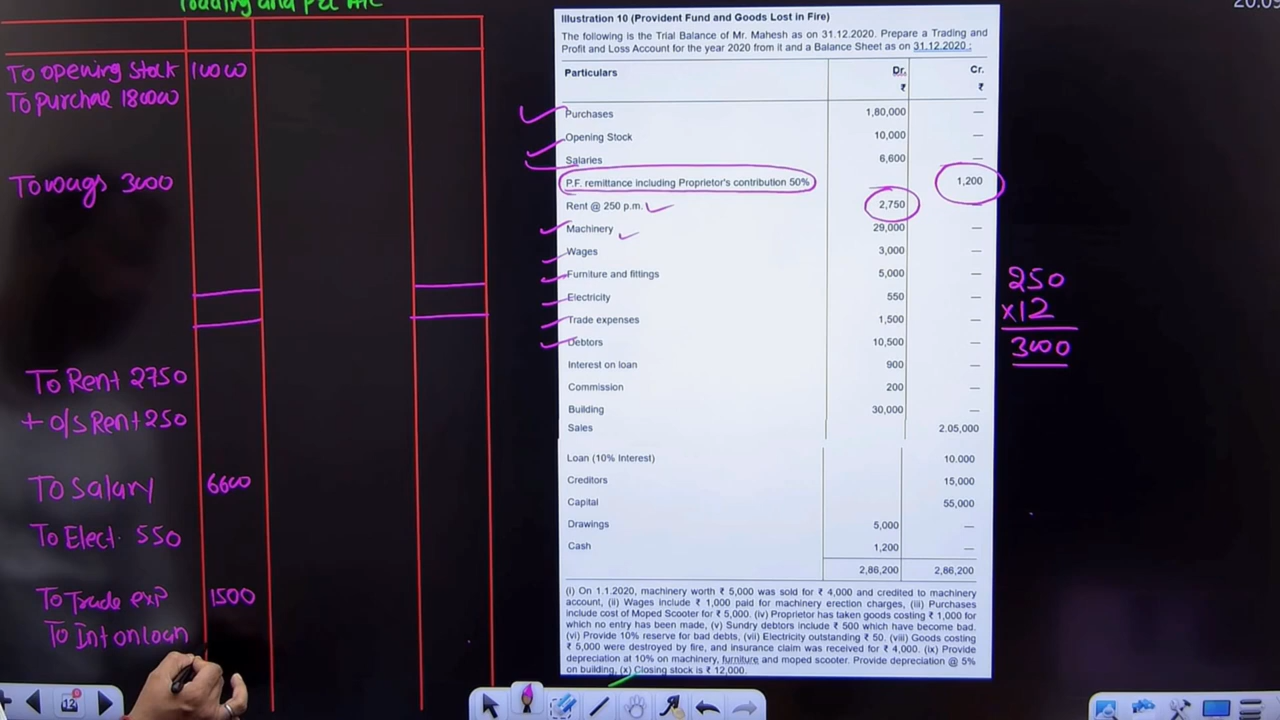 Trading and P&L A/C
20:09
To opening stock 10000
To purchase 180000
To wages 3000
To Rent 2750
+ o/s Rent 250
To Salary 6600
To Elect. 550
To Trade exp 1500
To Int on loan
Illustration 10 (Provident Fund and Goods Lost in Fire)
The following is the Trial Balance of Mr. Mahesh as on 31.12.2020. Prepare a Trading and
Profit and Loss Account for the year 2020 from it and a Balance Sheet as on 31.12.2020 :
Particulars Dr. Cr.
₹ ₹
Purchases 1,80,000 —
Opening Stock 10,000 —
Salaries 6,600 —
P.F. remittance including Proprietor's contribution 50% 1,200
Rent @ 250 p.m. 2,750 —
Machinery 29,000 —
Wages 3,000 —
Furniture and fittings 5,000 —
Electricity 550 —
Trade expenses 1,500 —
Debtors 10,500 —
Interest on loan 900 —
Commission 200 —
Building 30,000 —
Sales 2.05,000
Loan (10% Interest) 10.000
Creditors 15,000
Capital 55,000
Drawings 5,000 —
Cash 1,200 —
2,86,200 2,86,200
(i) On 1.1.2020, machinery worth ₹ 5,000 was sold for ₹ 4,000 and credited to machinery
account, (ii) Wages include ₹ 1,000 paid for machinery erection charges, (iii) Purchases
include cost of Moped Scooter for ₹ 5,000, (iv) Proprietor has taken goods costing ₹ 1,000 for
which no entry has been made, (v) Sundry debtors include ₹ 500 which have become bad.
(vi) Provide 10% reserve for bad debts, (vii) Electricity outstanding ₹ 50. (viii) Goods costing
₹ 5,000 were destroyed by fire, and insurance claim was received for ₹ 4,000. (ix) Provide
depreciation at 10% on machinery, furniture and moped scooter. Provide depreciation @ 5%
on building, (x) Closing stock is ₹ 12,000.
250
×12
3000
12